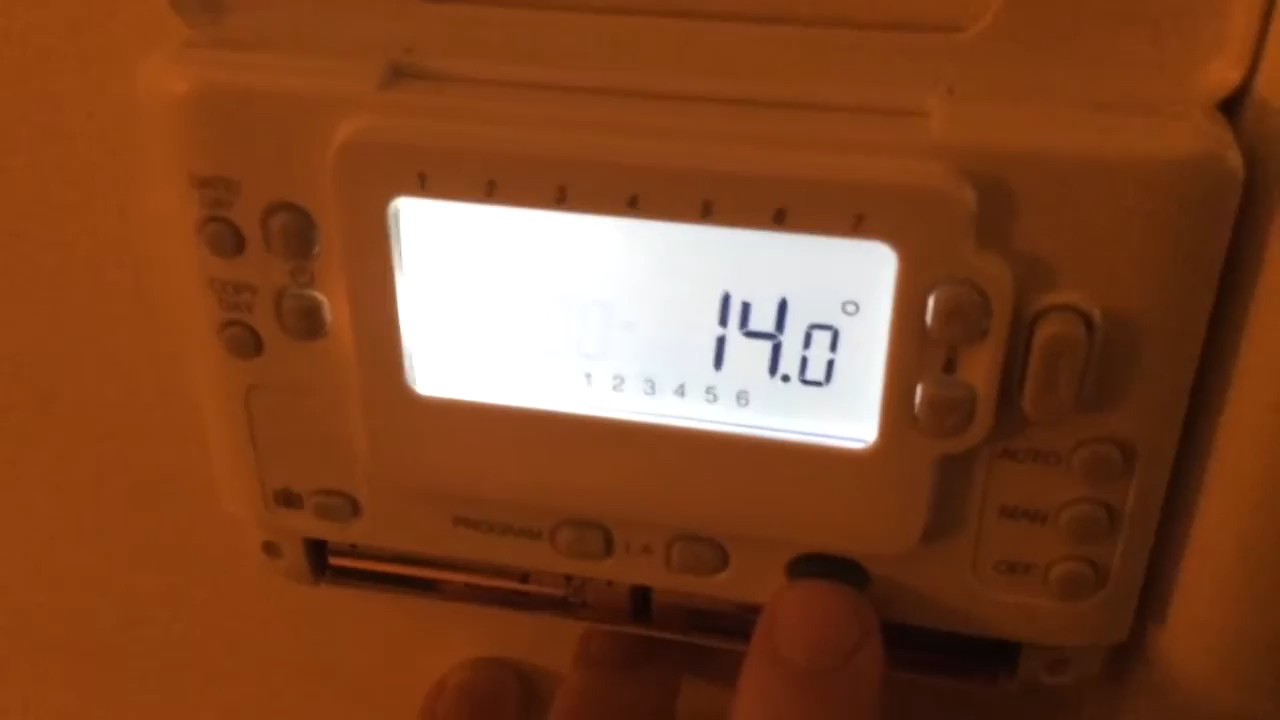 1 2 3 4 5 6 7
14.0°
1 2 3 4 5 6
AUTO
MAN
OFF
PROGRAM